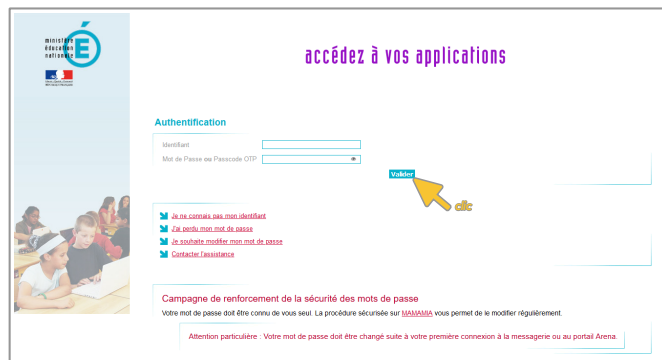 ministère
éducation
nationale
accédez à vos applications
Authentification
Identifiant
Mot de Passe ou Passcode OTP
Valider
clic
Je ne connais pas mon identifiant
J'ai perdu mon mot de passe
Je souhaite modifier mon mot de passe
Contacter l'assistance
Campagne de renforcement de la sécurité des mots de passe
Votre mot de passe doit être connu de vous seul. La procédure sécurisée sur MAMAMIA vous permet de le modifier régulièrement.
Attention particulière : Votre mot de passe doit être changé suite à votre première connexion à la messagerie ou au portail Arena.